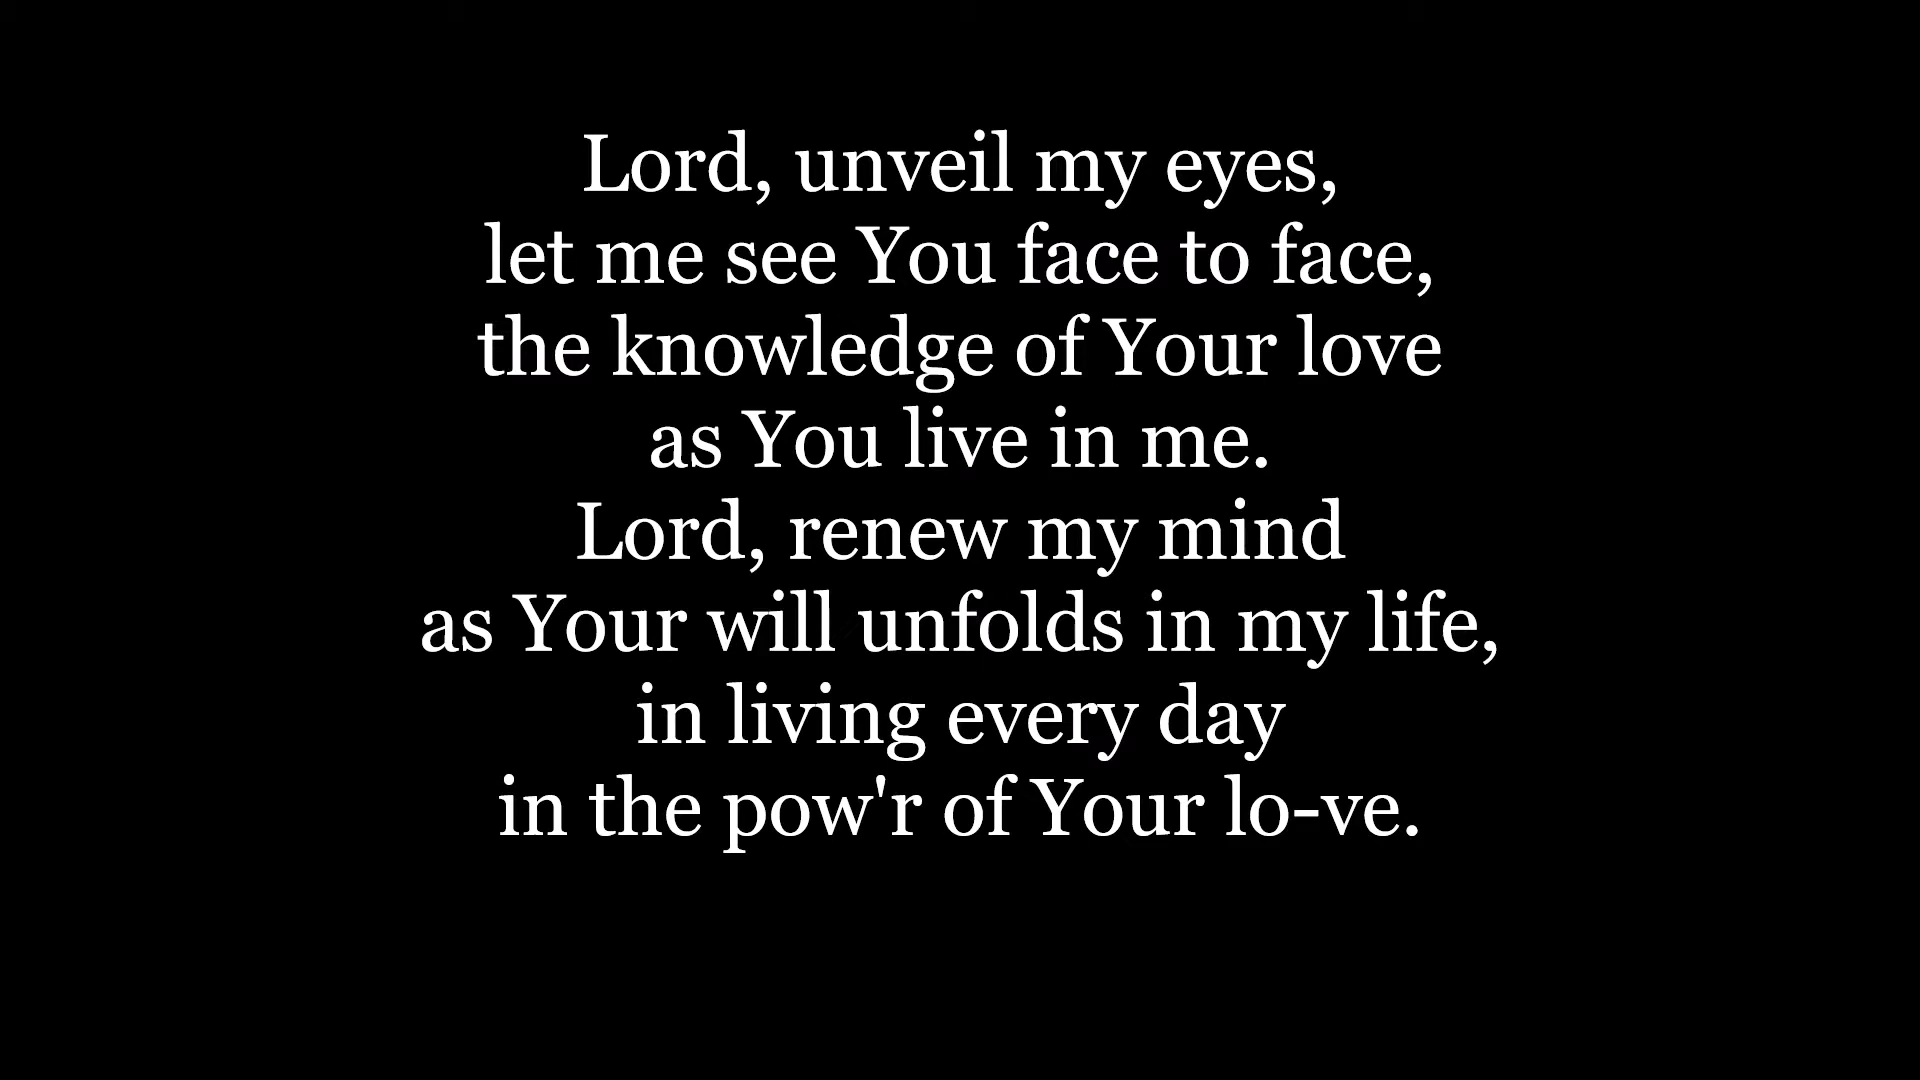 Lord, unveil my eyes,
let me see You face to face,
the knowledge of Your love
as You live in me.
Lord, renew my mind
as Your will unfolds in my life,
in living every day
in the pow'r of Your lo-ve.